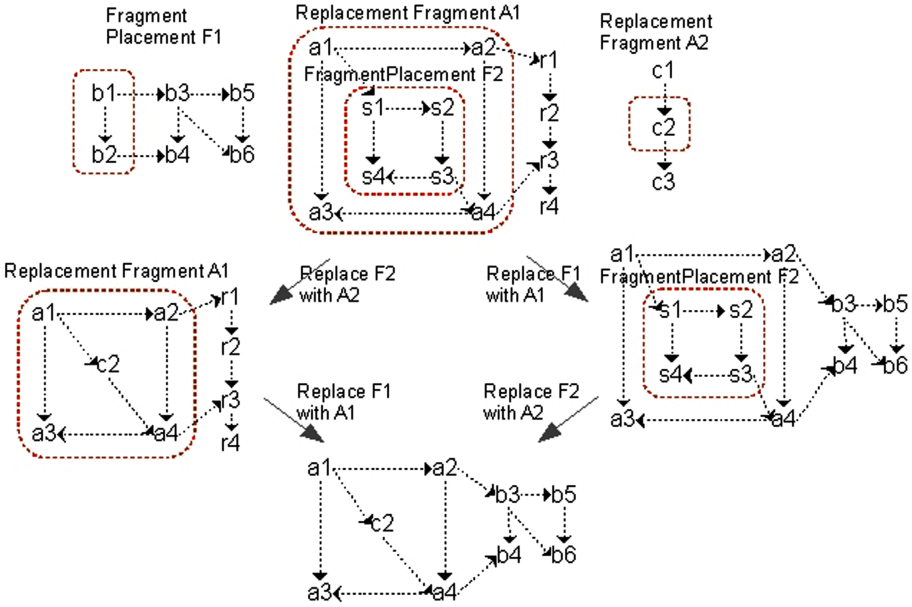 Fragment
Placement F1
Replacement Fragment A1
Replacement
Fragment A2
a1 a2 r1
FragmentPlacement F2
c1
b1 b3 b5
s1 s2
r2
c2
b2 b4 b6
s4 s3
r3
c3
a3 a4 r4
Replacement Fragment A1
Replace F2
with A2
Replace F1
with A1
a1 a2
FragmentPlacement F2
r1
a1 a2
s1 s2
b3 b5
r2
c2
s4 s3
b4 b6
r3
a3 a4
r4
Replace F1
with A1
Replace F2
with A2
a3 a4
a1 a2
b3 b5
c2
b4 b6
a3 a4